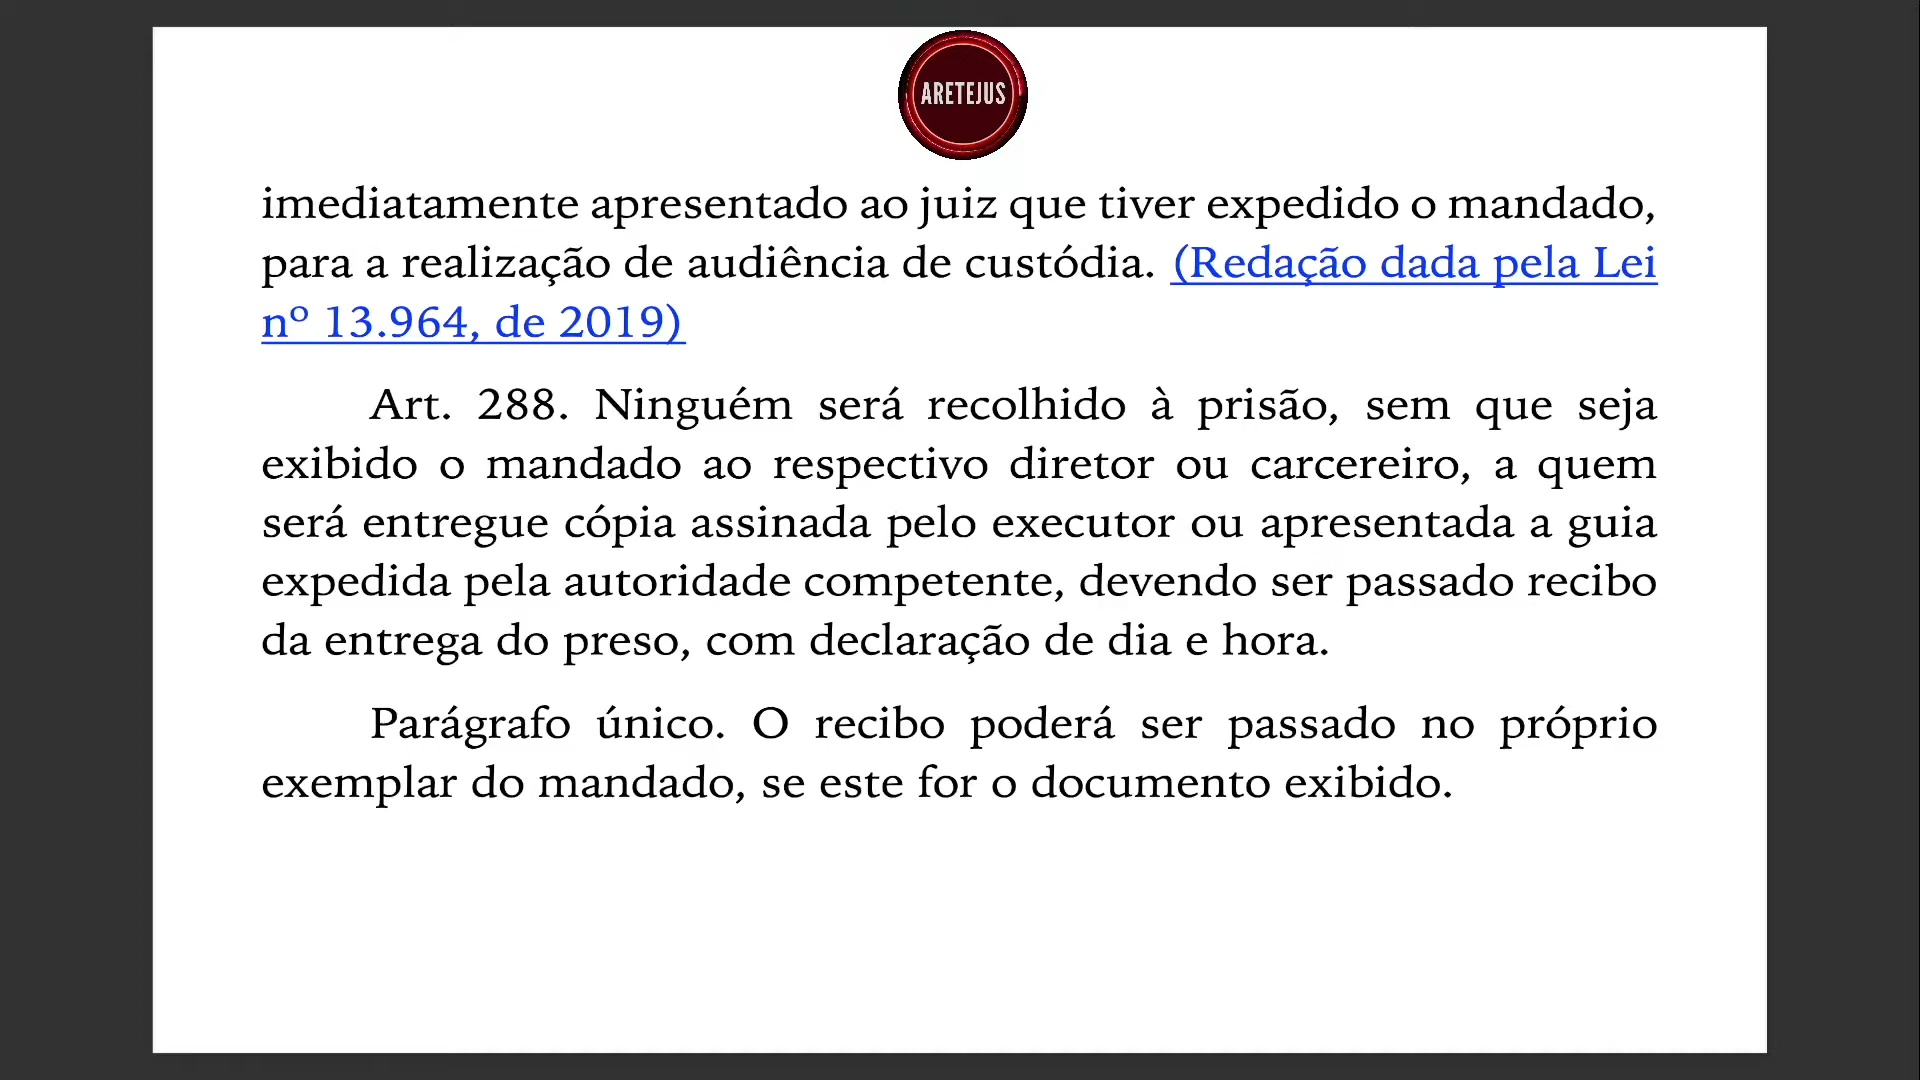 ARETEJUS
imediatamente apresentado ao juiz que tiver expedido o mandado,
para a realização de audiência de custódia. (Redação dada pela Lei
nº 13.964, de 2019)
Art. 288. Ninguém será recolhido à prisão, sem que seja
exibido o mandado ao respectivo diretor ou carcereiro, a quem
será entregue cópia assinada pelo executor ou apresentada a guia
expedida pela autoridade competente, devendo ser passado recibo
da entrega do preso, com declaração de dia e hora.
Parágrafo único. O recibo poderá ser passado no próprio
exemplar do mandado, se este for o documento exibido.